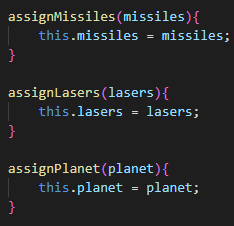 assignMissiles(missiles){
    this.missiles = missiles;
}

assignLasers(lasers){
    this.lasers = lasers;
}

assignPlanet(planet){
    this.planet = planet;
}